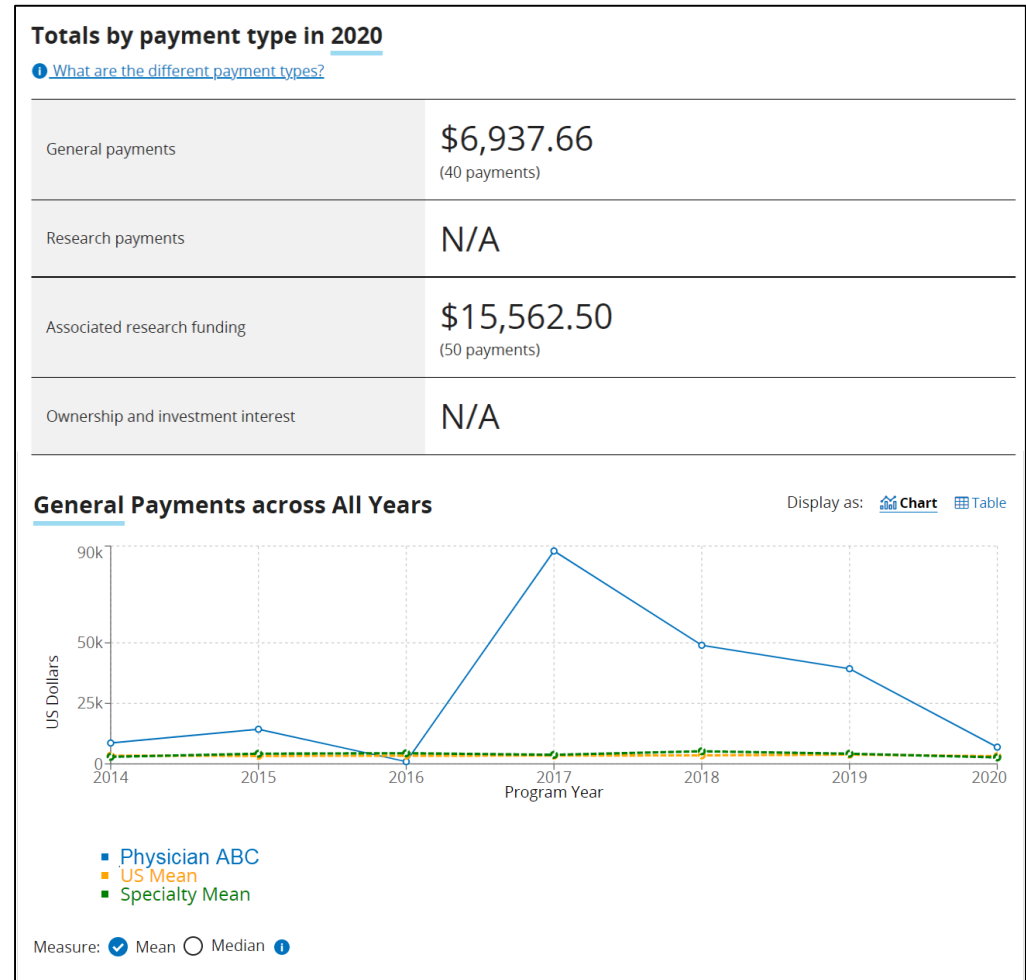 Totals by payment type in 2020
What are the different payment types?
General payments
$6,937.66
(40 payments)
Research payments
N/A
Associated research funding
$15,562.50
(50 payments)
Ownership and investment interest
N/A
General Payments across All Years
Display as: Chart Table
90k
50k
25k
0
US Dollars
2014 2015 2016 2017 2018 2019 2020
Program Year
Physician ABC
US Mean
Specialty Mean
Measure: Mean Median